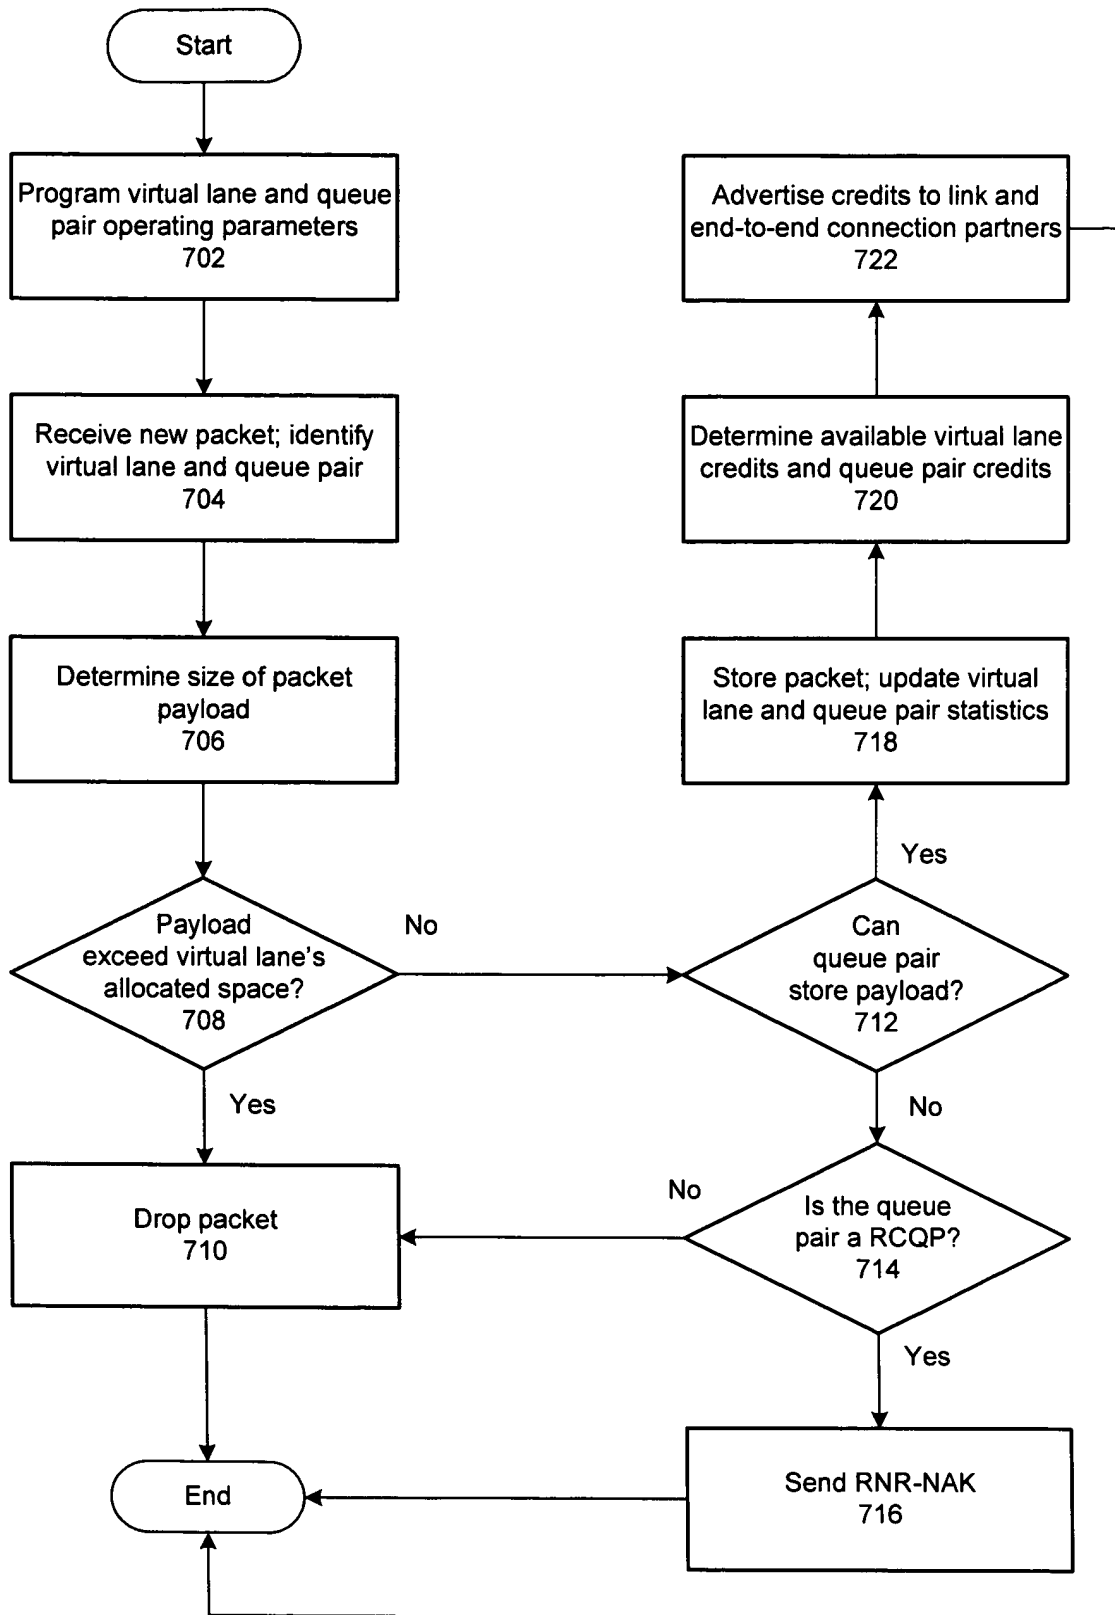 Start
Program virtual lane and queue
pair operating parameters
702
Receive new packet; identify
virtual lane and queue pair
704
Determine size of packet
payload
706
Payload
exceed virtual lane's
allocated space?
708
No
Yes
Drop packet
710
End
Advertise credits to link and
end-to-end connection partners
722
Determine available virtual lane
credits and queue pair credits
720
Store packet; update virtual
lane and queue pair statistics
718
Yes
Can
queue pair
store payload?
712
No
Is the queue
pair a RCQP?
714
No
Yes
Send RNR-NAK
716